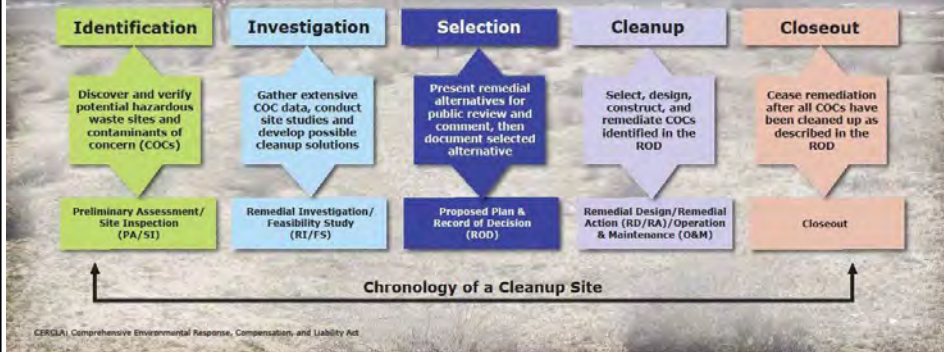 Identification
Investigation
Selection
Cleanup
Closeout
Discover and verify
potential hazardous
waste sites and
contaminants of
concern (COCs)
Gather extensive
COC data, conduct
site studies and
develop possible
cleanup solutions
Present remedial
alternatives for
public review and
comment, then
document selected
alternative
Select, design,
construct, and
remediate COCs
identified in the
ROD
Cease remediation
after all COCs have
been cleaned up as
described in the
ROD
Preliminary Assessment/
Site Inspection
(PA/SI)
Remedial Investigation/
Feasibility Study
(RI/FS)
Proposed Plan &
Record of Decision
(ROD)
Remedial Design/Remedial
Action (RD/RA)/Operation
& Maintenance (O&M)
Closeout
Chronology of a Cleanup Site
CERCLA: Comprehensive Environmental Response, Compensation, and Liability Act